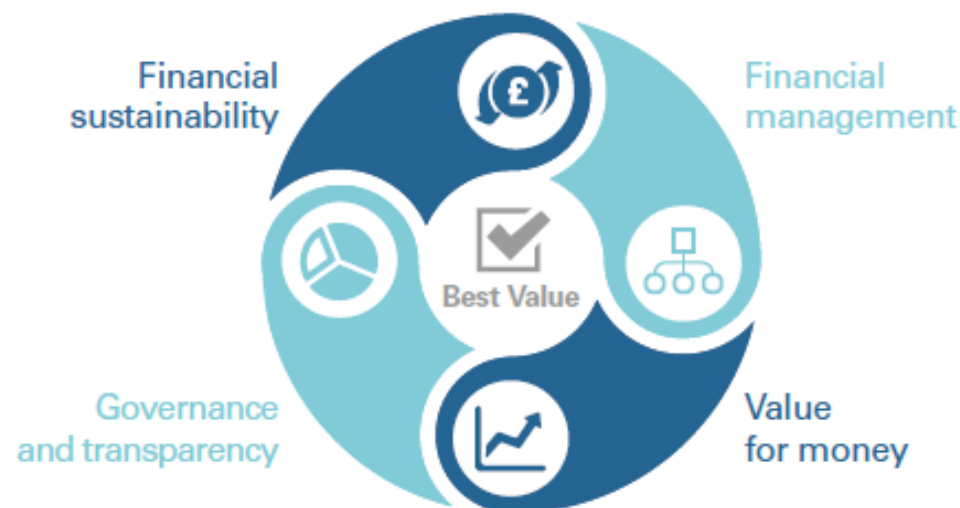 Financial
sustainability
£
Financial
management
Best Value
Governance
and transparency
Value
for money